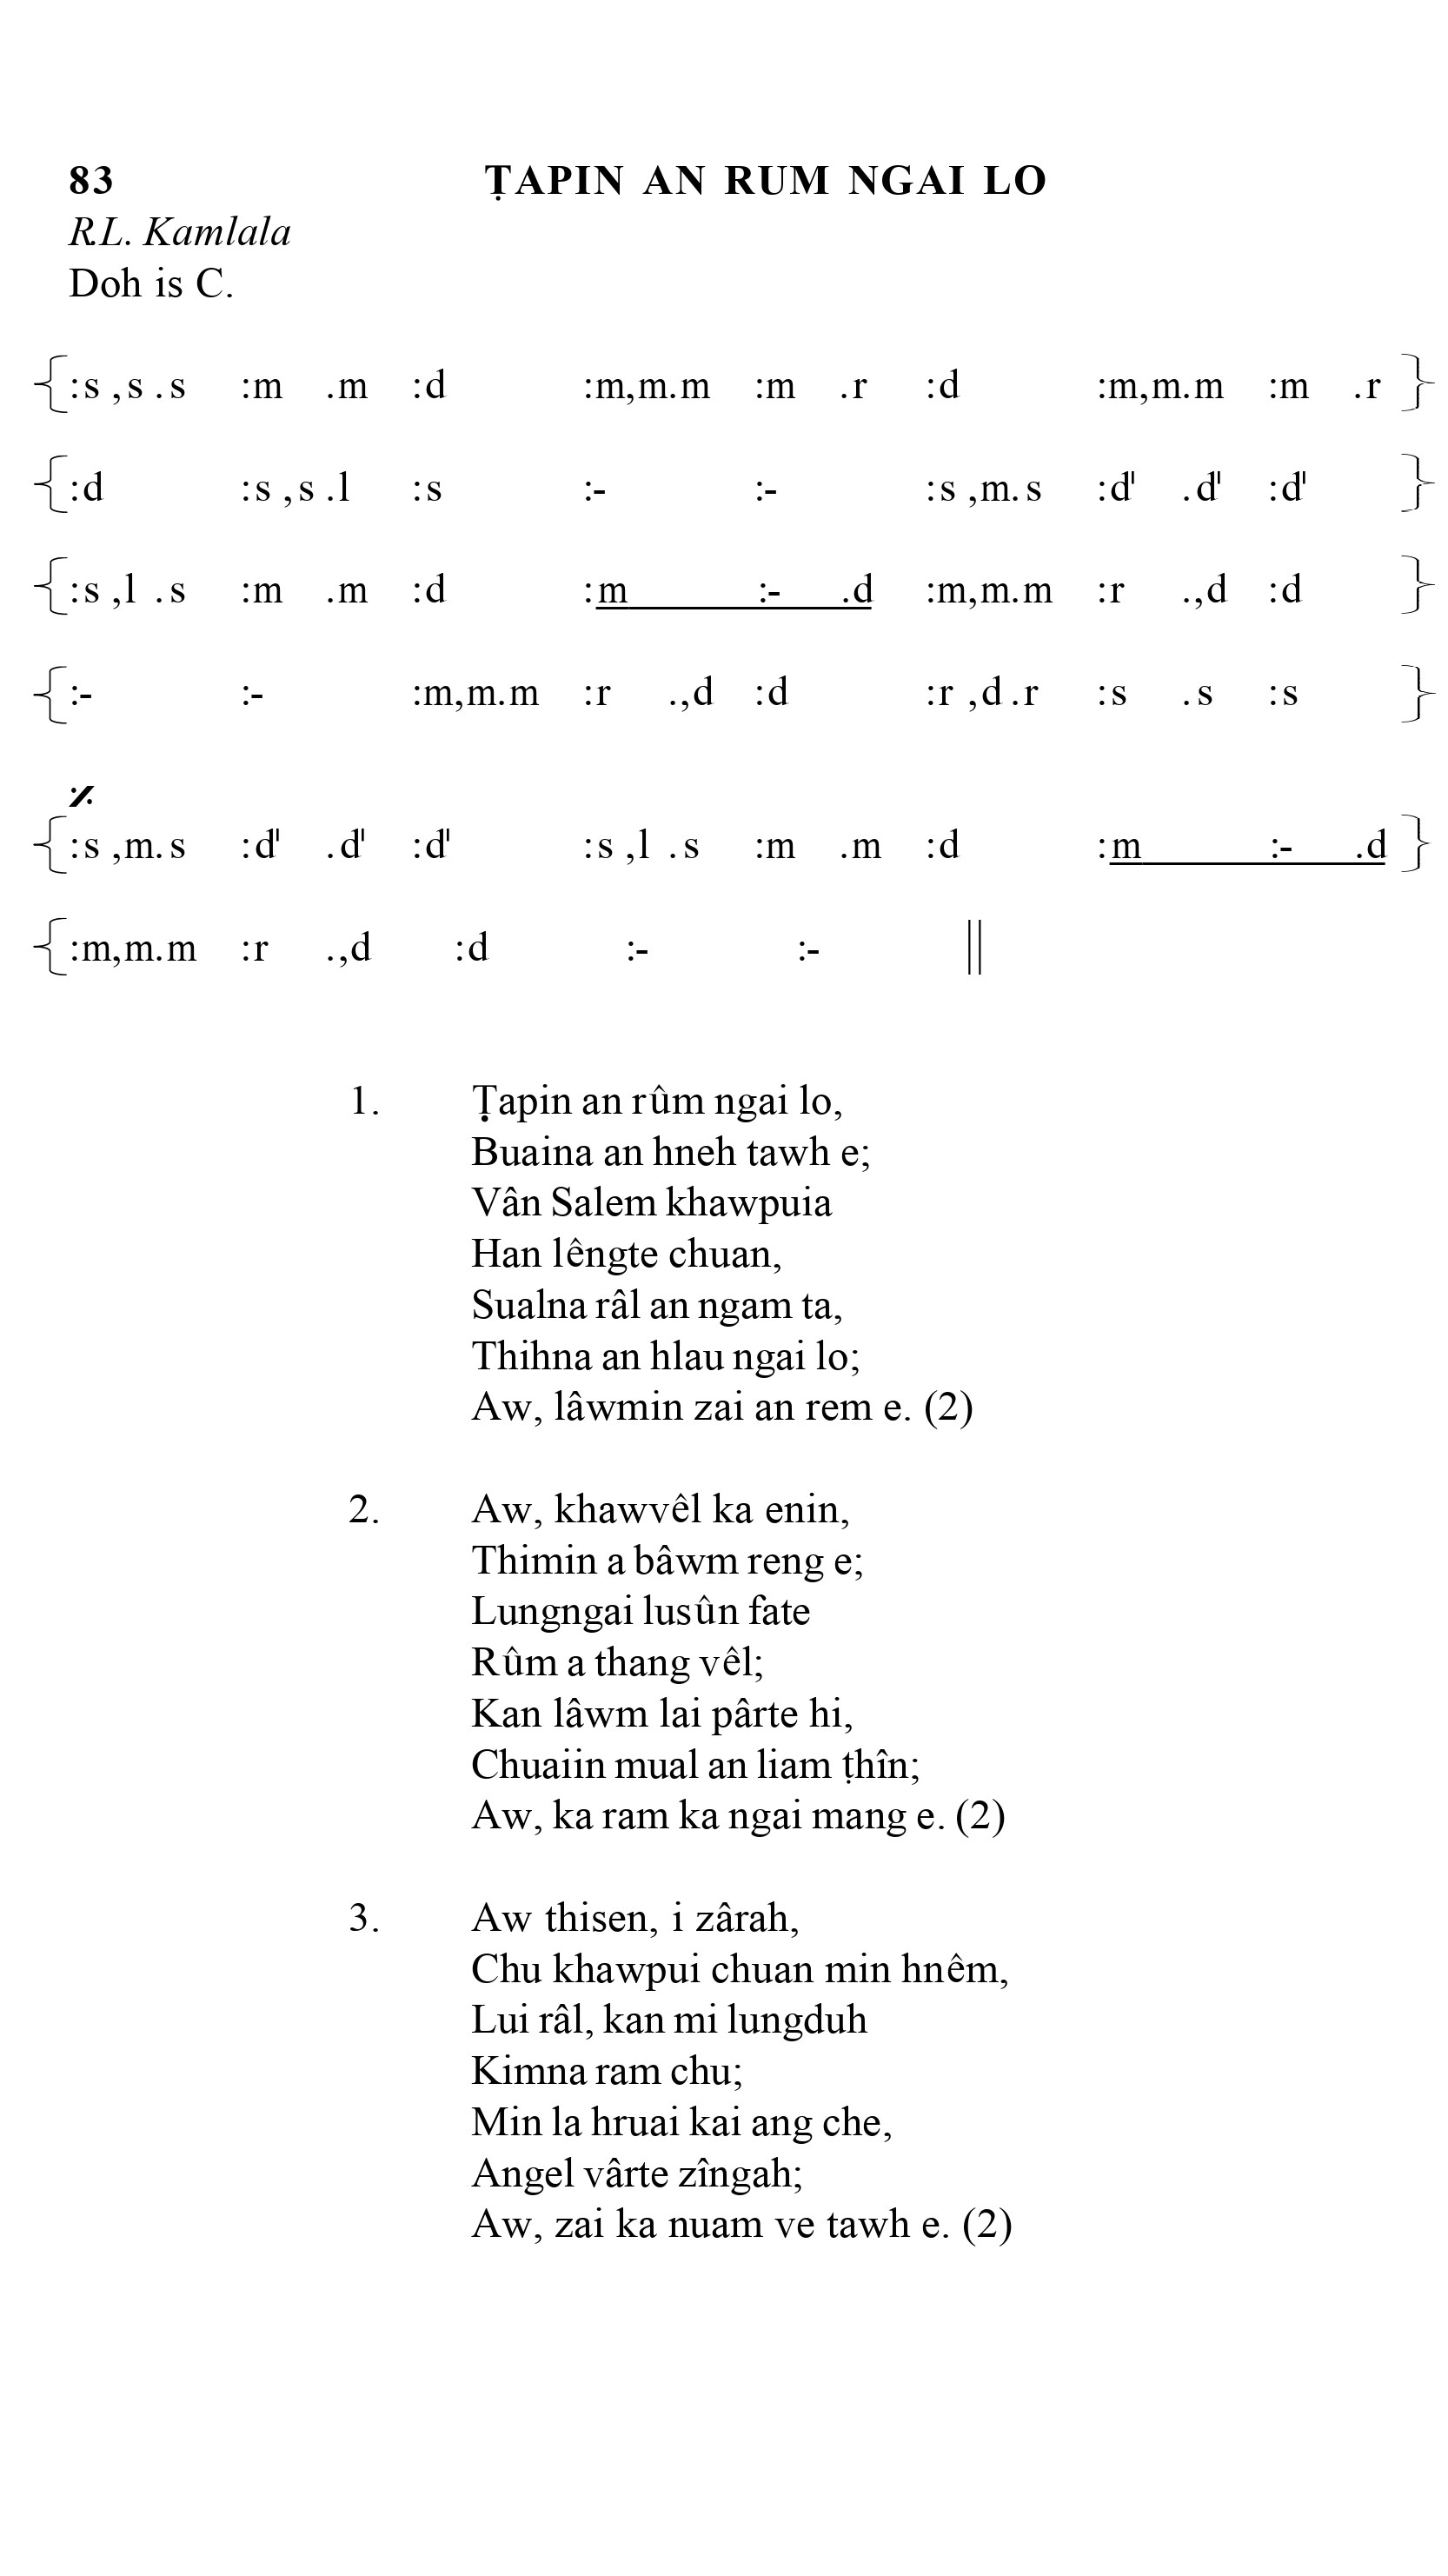 83 ṬAPIN AN RUM NGAI LO
R.L. Kamlala
Doh is C.
{:s ,s .s :m .m :d :m,m.m :m .r :d :m,m.m :m .r }
{:d :s ,s .l :s :- :- :s ,m.s :d' .d' :d' }
{:s ,l .s :m .m :d :m :- .d :m,m.m :r .,d :d }
{:- :- :m,m.m :r .,d :d :r ,d .r :s .s :s }
{:s ,m.s :d' .d' :d' :s ,l .s :m .m :d :m :- .d }
{:m,m.m :r .,d :d :- :- ||
1. Ṭapin an rûm ngai lo,
Buaina an hneh tawh e;
Vân Salem khawpuia
Han lêngte chuan,
Sualna râl an ngam ta,
Thihna an hlau ngai lo;
Aw, lâwmin zai an rem e. (2)
2. Aw, khawvêl ka enin,
Thimin a bâwm reng e;
Lungngai lusûn fate
Rûm a thang vêl;
Kan lâwm lai pârte hi,
Chuaiin mual an liam ṭhîn;
Aw, ka ram ka ngai mang e. (2)
3. Aw thisen, i zârah,
Chu khawpui chuan min hnêm,
Lui râl, kan mi lungduh
Kimna ram chu;
Min la hruai kai ang che,
Angel vârte zîngah;
Aw, zai ka nuam ve tawh e. (2)